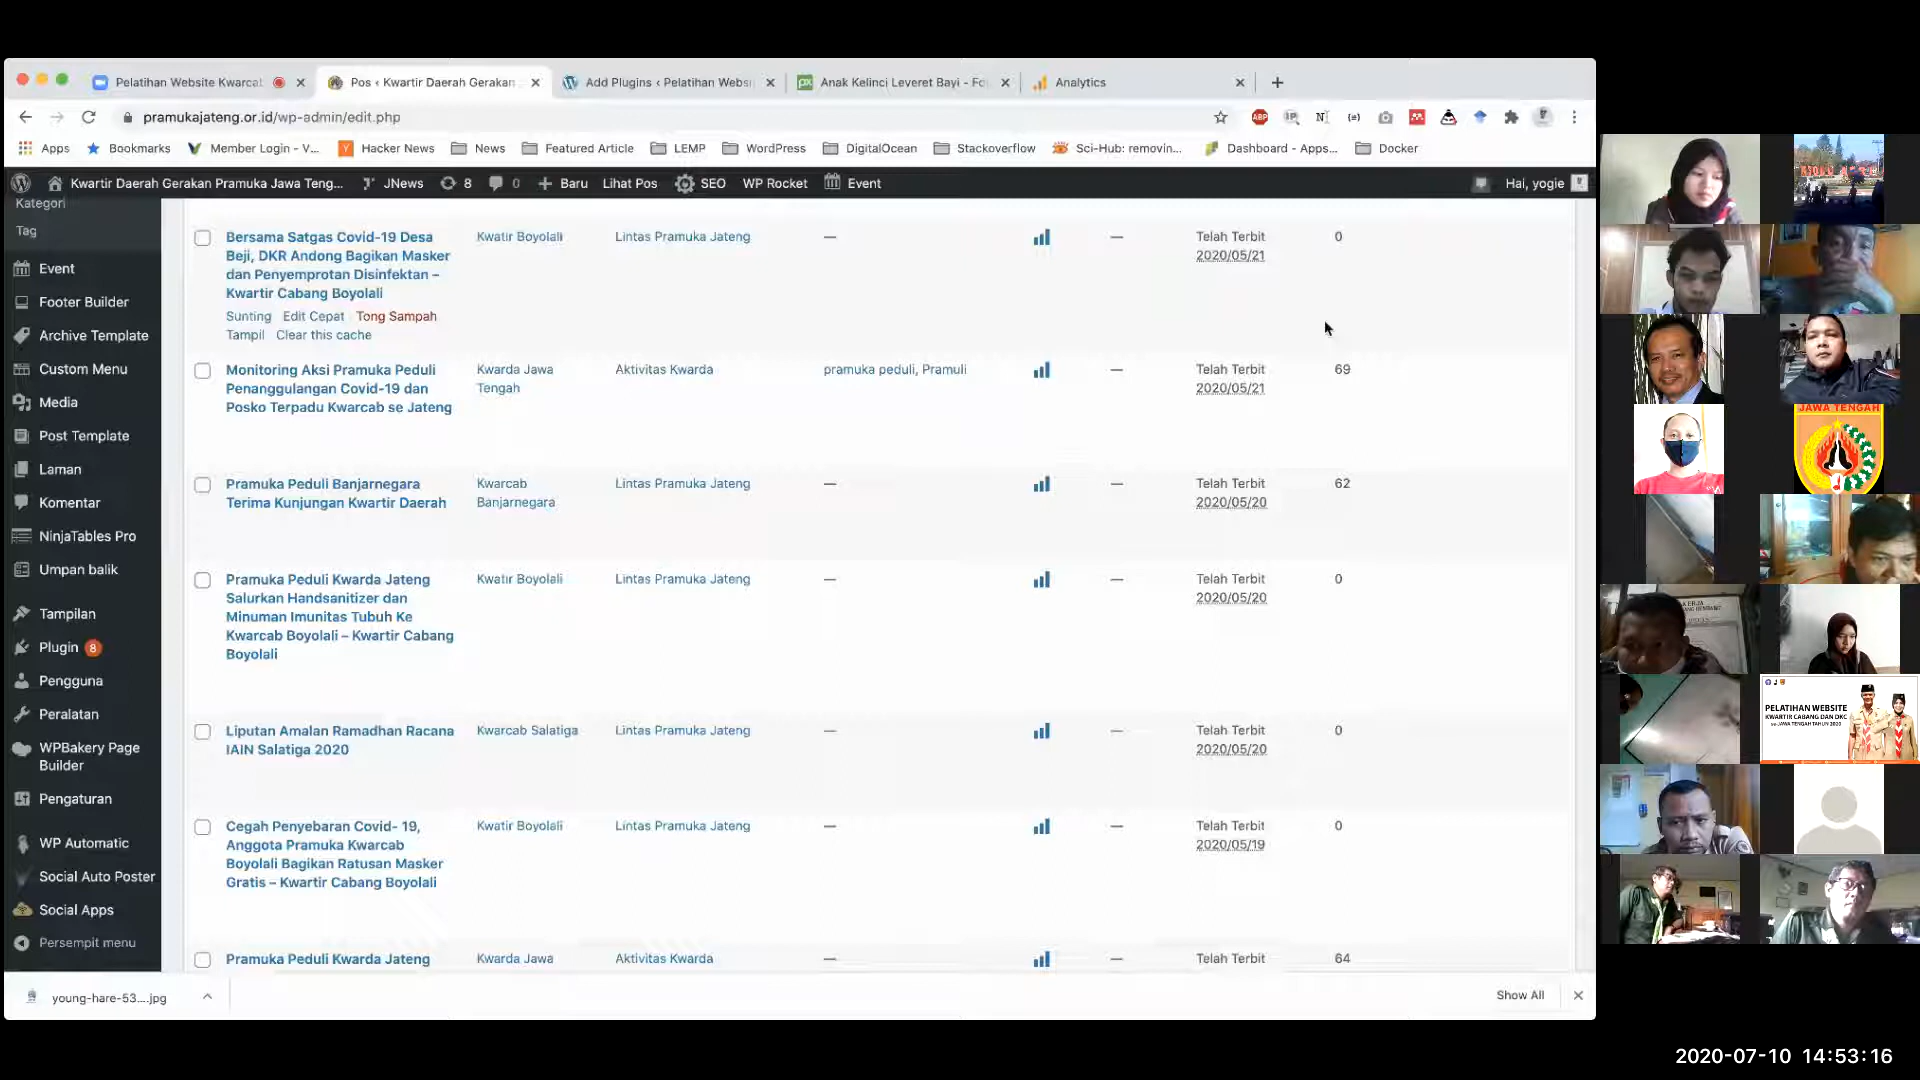 Pelatihan Website Kwarcab
Pos ‹ Kwartir Daerah Gerakan
Add Plugins ‹ Pelatihan Websi
Anak Kelinci Leveret Bayi - Fo
Analytics
pramukajateng.or.id/wp-admin/edit.php
Apps
Bookmarks
Member Login - V...
Hacker News
News
Featured Article
LEMP
WordPress
DigitalOcean
Stackoverflow
Sci-Hub: removin...
Dashboard - Apps...
Docker
Kwartir Daerah Gerakan Pramuka Jawa Teng...
JNews
8
0
Baru
Lihat Pos
SEO
WP Rocket
Event
Hai, yogie
Kategori
Tag
Event
Footer Builder
Archive Template
Custom Menu
Media
Post Template
Laman
Komentar
NinjaTables Pro
Umpan balik
Tampilan
Plugin 8
Pengguna
Peralatan
WPBakery Page
Builder
Pengaturan
WP Automatic
Social Auto Poster
Social Apps
Persempit menu
Bersama Satgas Covid-19 Desa
Beji, DKR Andong Bagikan Masker
dan Penyemprotan Disinfektan –
Kwartir Cabang Boyolali
Sunting Edit Cepat Tong Sampah
Tampil Clear this cache
Kwatir Boyolali
Lintas Pramuka Jateng
—
—
Telah Terbit
2020/05/21
0
Monitoring Aksi Pramuka Peduli
Penanggulangan Covid-19 dan
Posko Terpadu Kwarcab se Jateng
Kwarda Jawa
Tengah
Aktivitas Kwarda
pramuka peduli, Pramuli
—
Telah Terbit
2020/05/21
69
Pramuka Peduli Banjarnegara
Terima Kunjungan Kwartir Daerah
Kwarcab
Banjarnegara
Lintas Pramuka Jateng
—
—
Telah Terbit
2020/05/20
62
Pramuka Peduli Kwarda Jateng
Salurkan Handsanitizer dan
Minuman Imunitas Tubuh Ke
Kwarcab Boyolali – Kwartir Cabang
Boyolali
Kwatir Boyolali
Lintas Pramuka Jateng
—
—
Telah Terbit
2020/05/20
0
Liputan Amalan Ramadhan Racana
IAIN Salatiga 2020
Kwarcab Salatiga
Lintas Pramuka Jateng
—
—
Telah Terbit
2020/05/20
0
Cegah Penyebaran Covid- 19,
Anggota Pramuka Kwarcab
Boyolali Bagikan Ratusan Masker
Gratis – Kwartir Cabang Boyolali
Kwatir Boyolali
Lintas Pramuka Jateng
—
—
Telah Terbit
2020/05/19
0
Pramuka Peduli Kwarda Jateng
Kwarda Jawa
Aktivitas Kwarda
—
—
Telah Terbit
64
young-hare-53....jpg
Show All
JAWA TENGAH
PELATIHAN WEBSITE
KWARTIR CABANG DAN DKC
se-JAWA TENGAH TAHUN 2020
2020-07-10 14:53:16